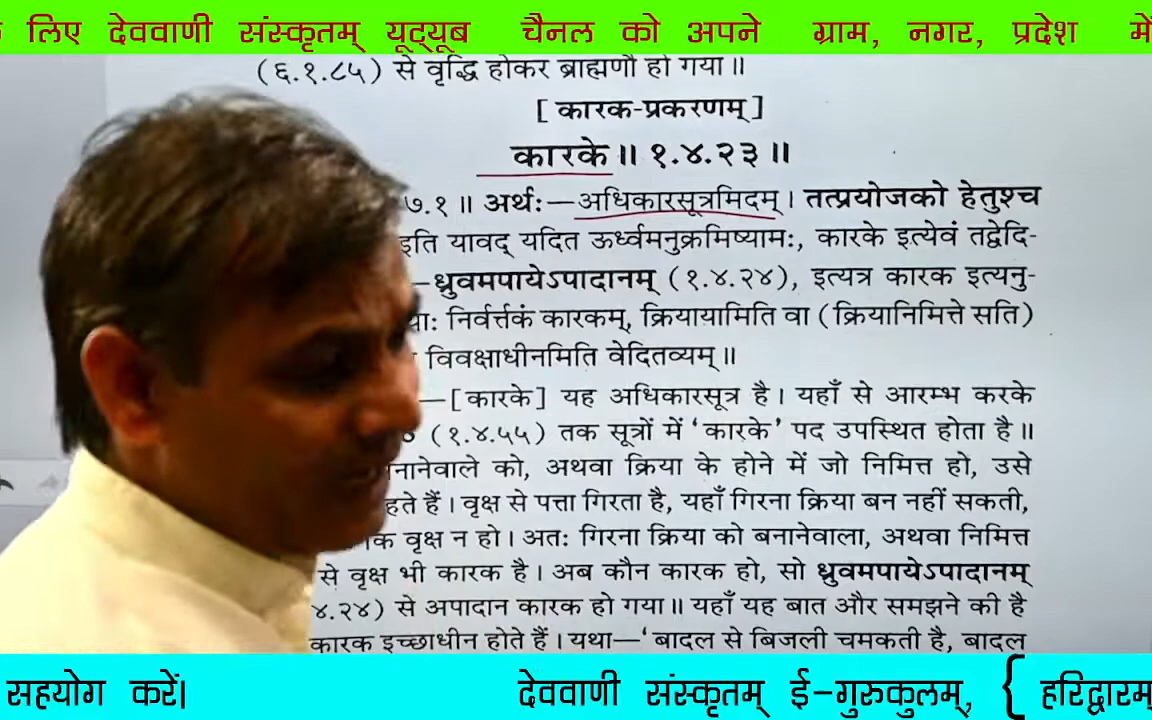 लिए देववाणी संस्कृतम् यूट्यूब चैनल को अपने ग्राम, नगर, प्रदेश में
(६.१.८५) से वृद्धि होकर ब्राह्मणौ हो गया॥
[ कारक-प्रकरणम् ]
कारके॥ १.४.२३॥
७.१॥ अर्थः—अधिकारसूत्रमिदम्। तत्प्रयोजको हेतुश्च
इति यावद् यदित ऊर्ध्वमनुक्रमिष्यामः, कारके इत्येवं तद्वेदि-
—ध्रुवमपायेऽपादानम् (१.४.२४), इत्यत्र कारक इत्यनु-
निर्वर्त्तकं कारकम्, क्रियायामिति वा (क्रियानिमित्ते सति)
विवक्षाधीनमिति वेदितव्यम्॥
—[कारके] यह अधिकारसूत्र है। यहाँ से आरम्भ करके
(१.४.५५) तक सूत्रों में ‘कारके’ पद उपस्थित होता है॥
नानेवाले को, अथवा क्रिया के होने में जो निमित्त हो, उसे
हते हैं। वृक्ष से पत्ता गिरता है, यहाँ गिरना क्रिया बन नहीं सकती,
क वृक्ष न हो। अतः गिरना क्रिया को बनानेवाला, अथवा निमित्त
से वृक्ष भी कारक है। अब कौन कारक हो, सो ध्रुवमपायेऽपादानम्
४.२४) से अपादान कारक हो गया॥ यहाँ यह बात और समझने की है
कारक इच्छाधीन होते हैं। यथा—‘बादल से बिजली चमकती है, बादल
सहयोग करें। देववाणी संस्कृतम् ई-गुरुकुलम्, { हरिद्वारम्